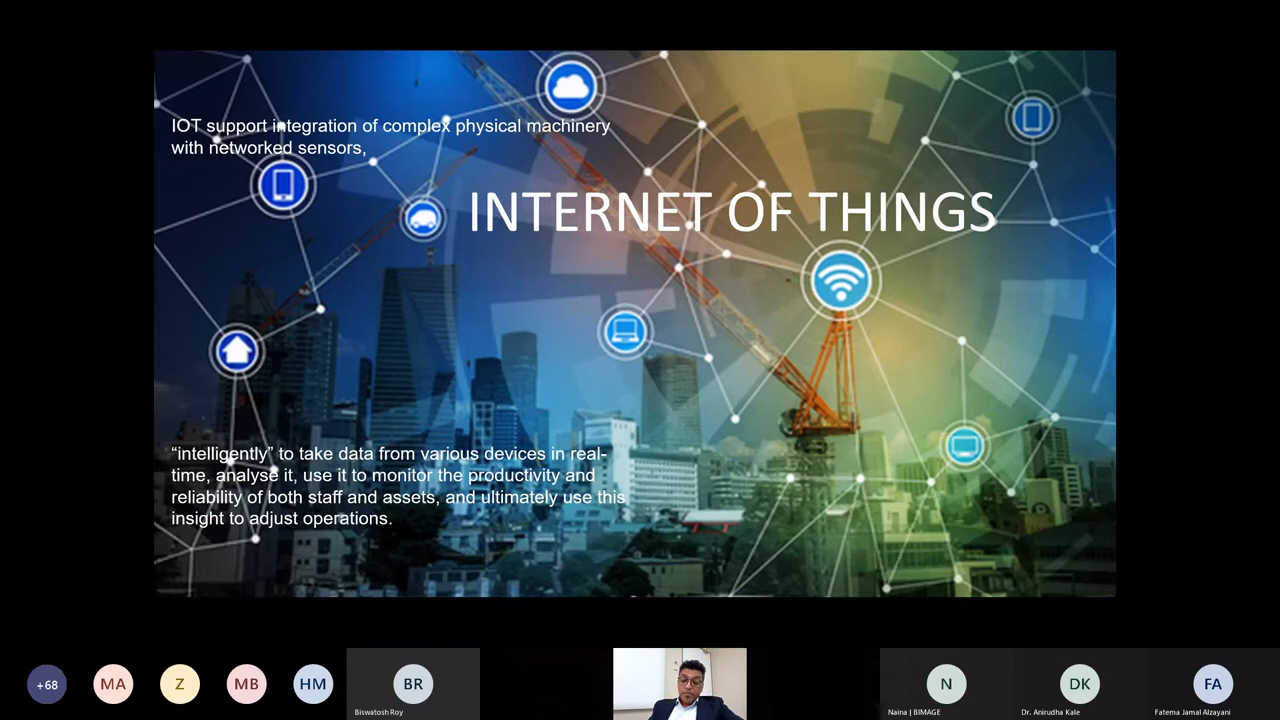 IOT support integration of complex physical machinery
with networked sensors,
INTERNET OF THINGS
“intelligently” to take data from various devices in real-
time, analyse it, use it to monitor the productivity and
reliability of both staff and assets, and ultimately use this
insight to adjust operations.
+68
MA
Z
MB
HM
BR
Biswatosh Roy
N
Naina | BIMAGE
DK
Dr. Anirudha Kale
FA
Fatema Jamal Alzayani